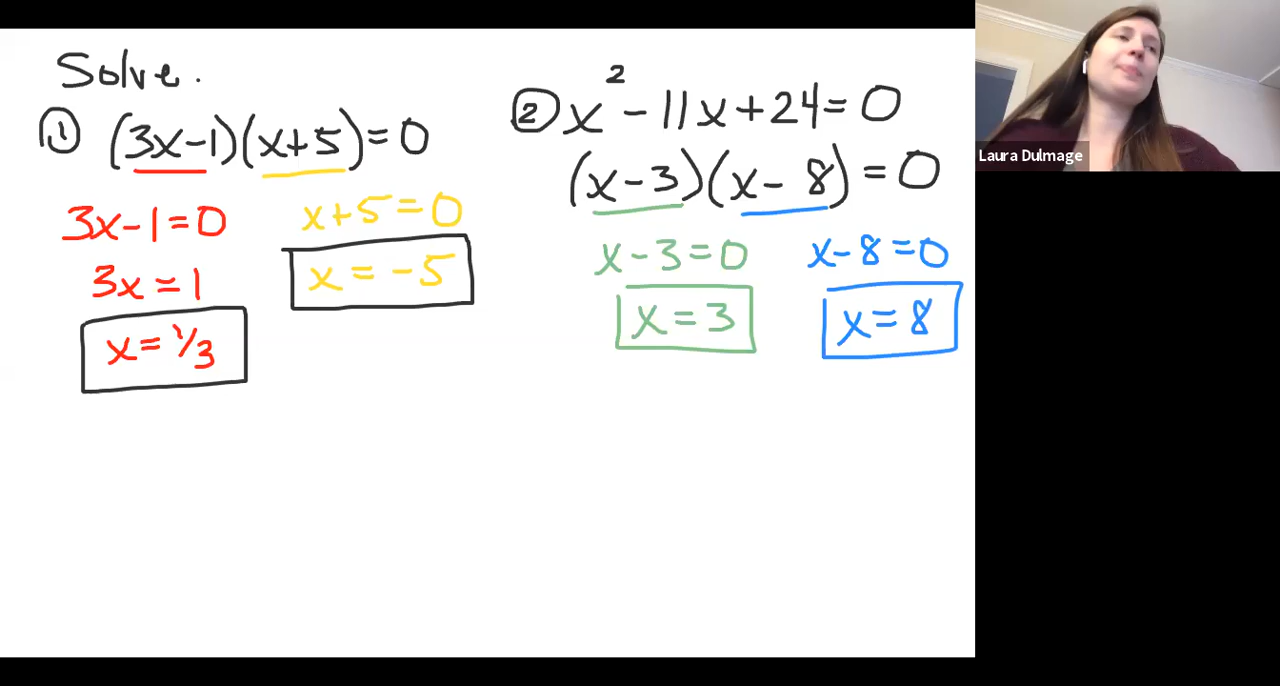 Solve.
① (3x-1)(x+5)=0
3x-1=0
3x=1
x=1/3
x+5=0
x=-5
② x²-11x+24=0
(x-3)(x-8)=0
x-3=0
x=3
x-8=0
x=8
Laura Dulmage